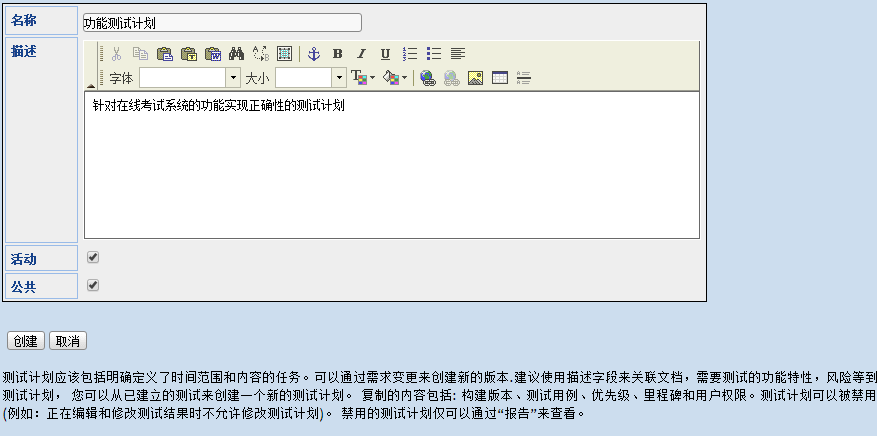 名称
功能测试计划
描述
字体
大小
针对在线考试系统的功能实现正确性的测试计划
活动
公共
创建 取消
测试计划应该包括明确定义了时间范围和内容的任务。可以通过需求变更来创建新的版本.建议使用描述字段来关联文档，需要测试的功能特性，风险等到
测试计划， 您可以从已建立的测试来创建一个新的测试计划。 复制的内容包括: 构建版本、测试用例、优先级、里程碑和用户权限。测试计划可以被禁用
(例如：正在编辑和修改测试结果时不允许修改测试计划)。 禁用的测试计划仅可以通过“报告”来查看。